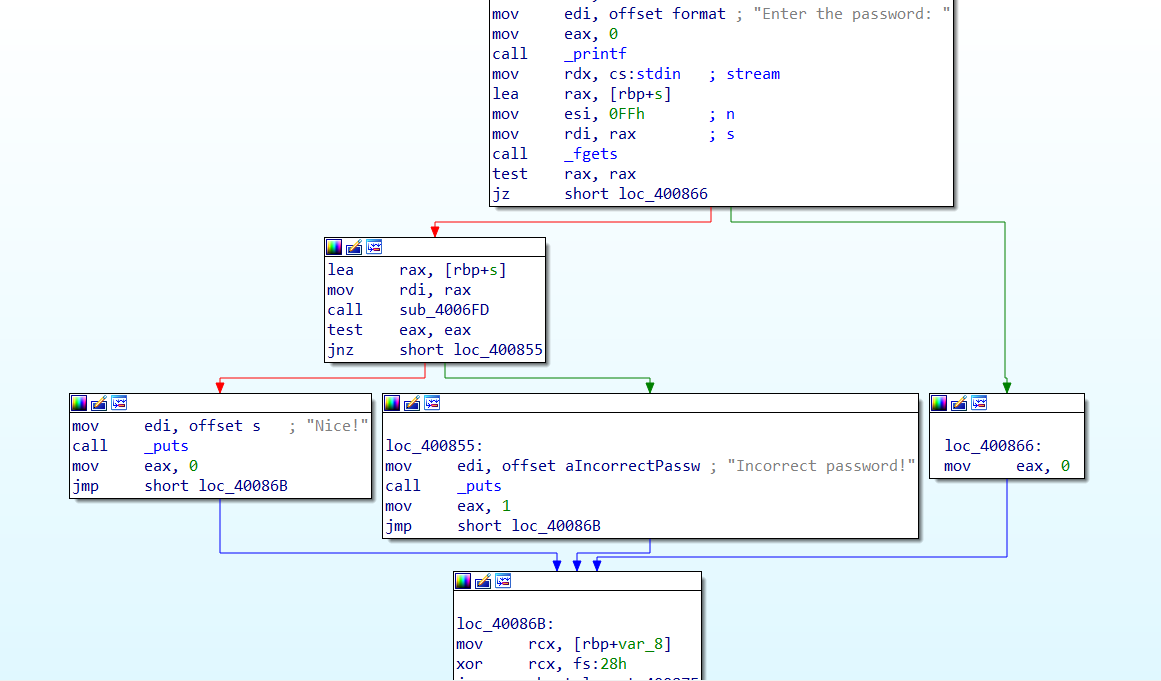 mov edi, offset format ; "Enter the password: "
mov eax, 0
call _printf
mov rdx, cs:stdin ; stream
lea rax, [rbp+s]
mov esi, 0FFh ; n
mov rdi, rax ; s
call _fgets
test rax, rax
jz short loc_400866
lea rax, [rbp+s]
mov rdi, rax
call sub_4006FD
test eax, eax
jnz short loc_400855
mov edi, offset s ; "Nice!"
call _puts
mov eax, 0
jmp short loc_40086B
loc_400855:
mov edi, offset aIncorrectPassw ; "Incorrect password!"
call _puts
mov eax, 1
jmp short loc_40086B
loc_400866:
mov eax, 0
loc_40086B:
mov rcx, [rbp+var_8]
xor rcx, fs:28h